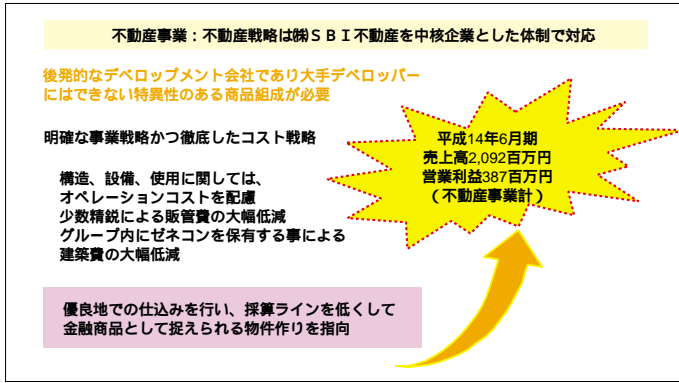 不動産事業：不動産戦略は㈱ＳＢＩ不動産を中核企業とした体制で対応
後発的なデベロップメント会社であり大手デベロッパー
にはできない特異性のある商品組成が必要
明確な事業戦略かつ徹底したコスト戦略
構造、設備、使用に関しては、
オペレーションコストを配慮
少数精鋭による販管費の大幅低減
グループ内にゼネコンを保有する事による
建築費の大幅低減
平成14年6月期
売上高2,092百万円
営業利益387百万円
（不動産事業計）
優良地での仕込みを行い、採算ラインを低くして
金融商品として捉えられる物件作りを指向